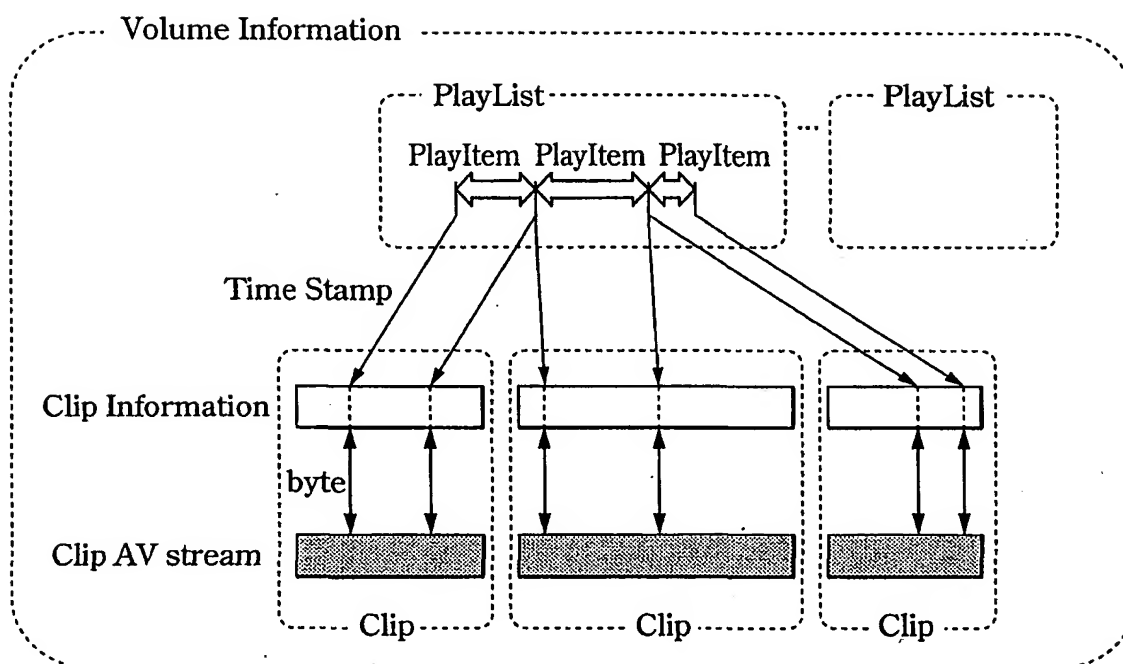 Volume Information
PlayList
...
PlayList
PlayItem PlayItem PlayItem
Time Stamp
Clip Information
byte
Clip AV stream
Clip
Clip
Clip